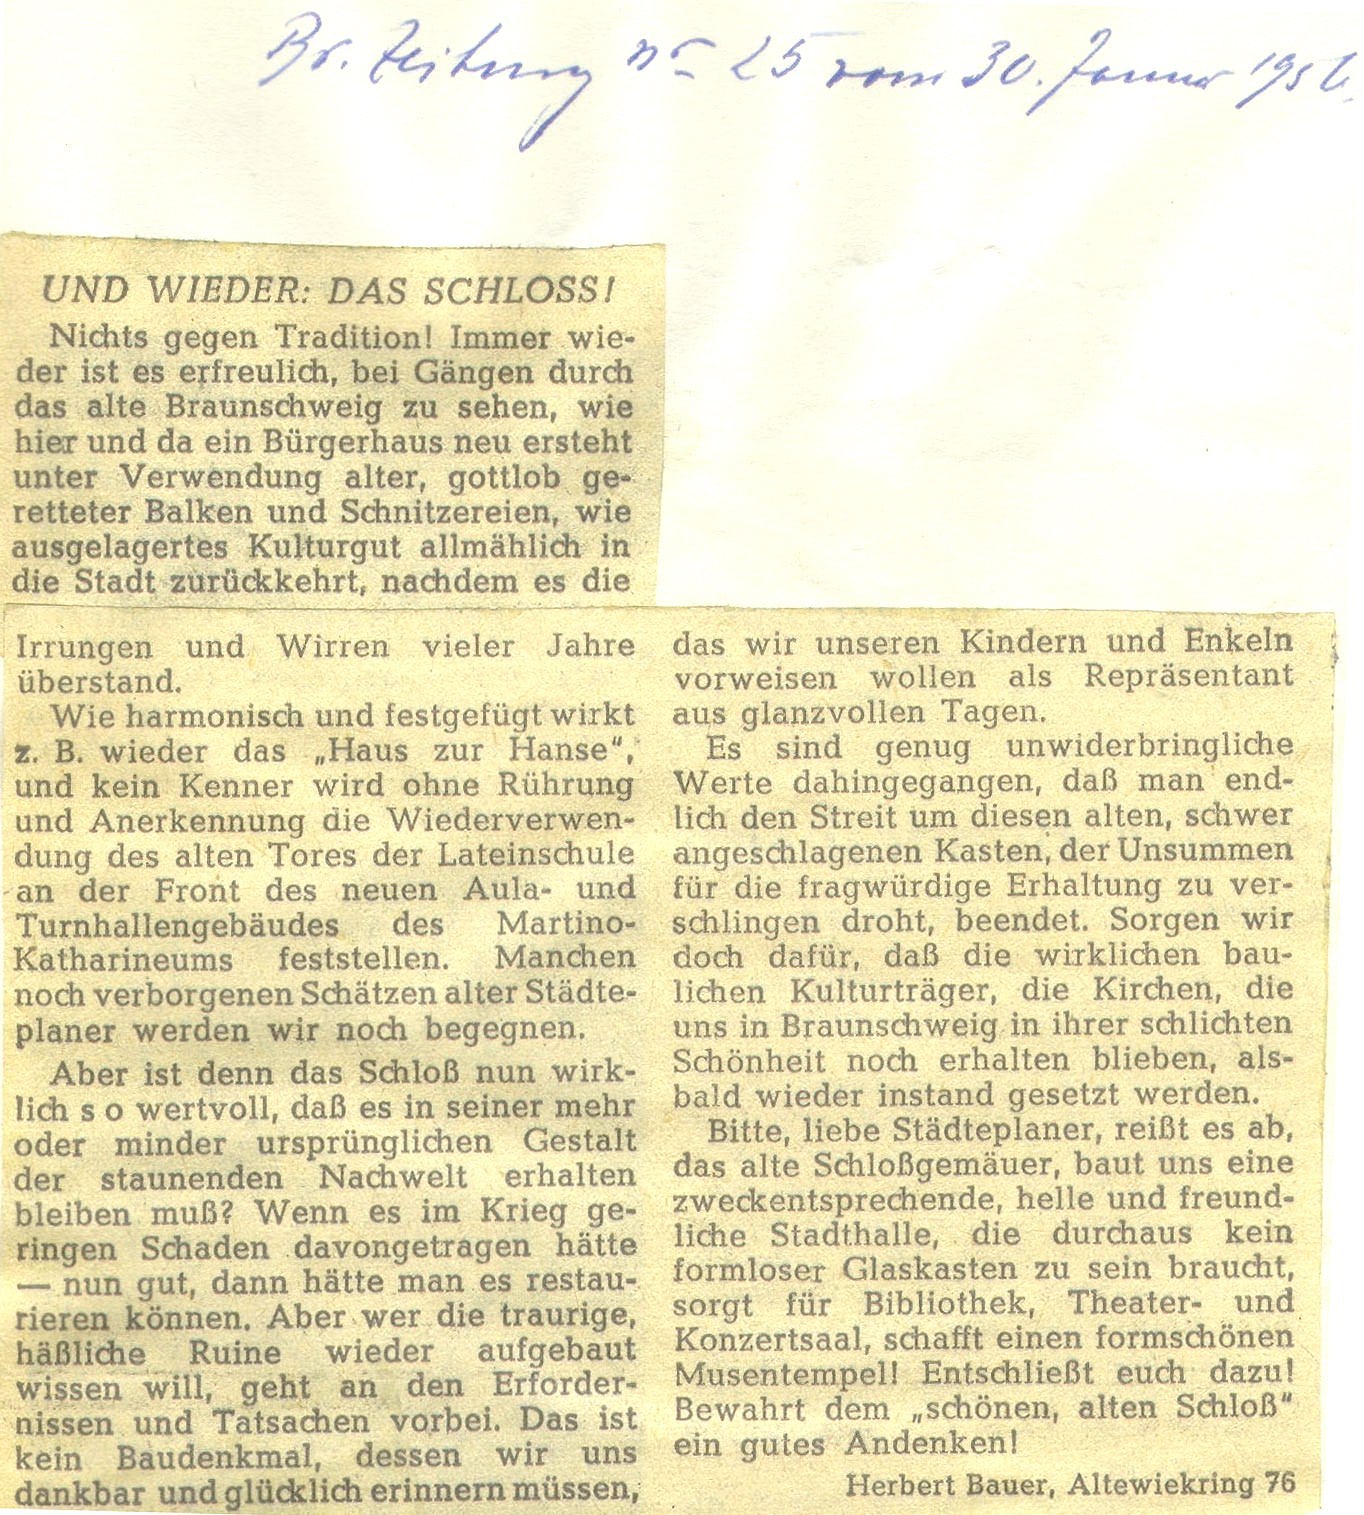 Br. Zeitung nr 25 vom 30. Januar 1956.
UND WIEDER: DAS SCHLOSS!
Nichts gegen Tradition! Immer wie-
der ist es erfreulich, bei Gängen durch
das alte Braunschweig zu sehen, wie
hier und da ein Bürgerhaus neu ersteht
unter Verwendung alter, gottlob ge-
retteter Balken und Schnitzereien, wie
ausgelagertes Kulturgut allmählich in
die Stadt zurückkehrt, nachdem es die
Irrungen und Wirren vieler Jahre
überstand.
Wie harmonisch und festgefügt wirkt
z. B. wieder das „Haus zur Hanse“,
und kein Kenner wird ohne Rührung
und Anerkennung die Wiederverwen-
dung des alten Tores der Lateinschule
an der Front des neuen Aula- und
Turnhallengebäudes des Martino-
Katharineums feststellen. Manchen
noch verborgenen Schätzen alter Städte-
planer werden wir noch begegnen.
Aber ist denn das Schloß nun wirk-
lich s o wertvoll, daß es in seiner mehr
oder minder ursprünglichen Gestalt
der staunenden Nachwelt erhalten
bleiben muß? Wenn es im Krieg ge-
ringen Schaden davongetragen hätte
— nun gut, dann hätte man es restau-
rieren können. Aber wer die traurige,
häßliche Ruine wieder aufgebaut
wissen will, geht an den Erforder-
nissen und Tatsachen vorbei. Das ist
kein Baudenkmal, dessen wir uns
dankbar und glücklich erinnern müssen,
das wir unseren Kindern und Enkeln
vorweisen wollen als Repräsentant
aus glanzvollen Tagen.
Es sind genug unwiderbringliche
Werte dahingegangen, daß man end-
lich den Streit um diesen alten, schwer
angeschlagenen Kasten, der Unsummen
für die fragwürdige Erhaltung zu ver-
schlingen droht, beendet. Sorgen wir
doch dafür, daß die wirklichen bau-
lichen Kulturträger, die Kirchen, die
uns in Braunschweig in ihrer schlichten
Schönheit noch erhalten blieben, als-
bald wieder instand gesetzt werden.
Bitte, liebe Städteplaner, reißt es ab,
das alte Schloßgemäuer, baut uns eine
zweckentsprechende, helle und freund-
liche Stadthalle, die durchaus kein
formloser Glaskasten zu sein braucht,
sorgt für Bibliothek, Theater- und
Konzertsaal, schafft einen formschönen
Musentempel! Entschließt euch dazu!
Bewahrt dem „schönen, alten Schloß“
ein gutes Andenken!
Herbert Bauer, Altewiekring 76